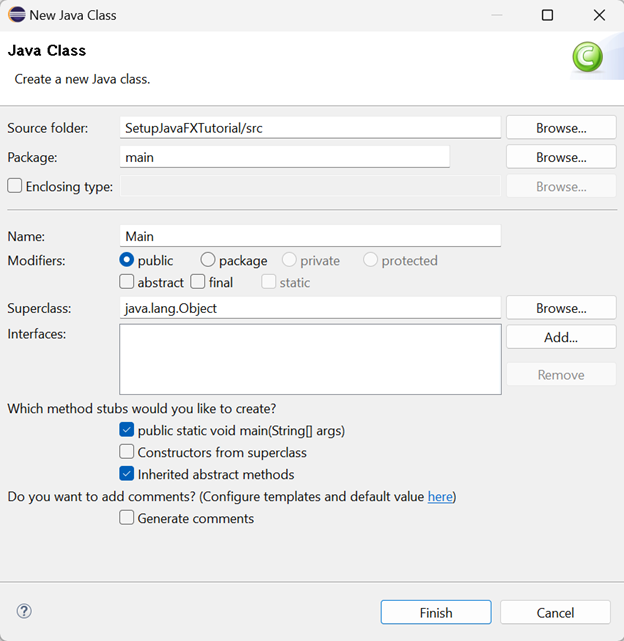 New Java Class
Java Class
Create a new Java class.
Source folder: SetupJavaFXTutorial/src Browse...
Package: main Browse...
Enclosing type: Browse...
Name: Main
Modifiers: public package private protected
abstract final static
Superclass: java.lang.Object Browse...
Interfaces: Add...
Remove
Which method stubs would you like to create?
public static void main(String[] args)
Constructors from superclass
Inherited abstract methods
Do you want to add comments? (Configure templates and default value here)
Generate comments
? Finish Cancel